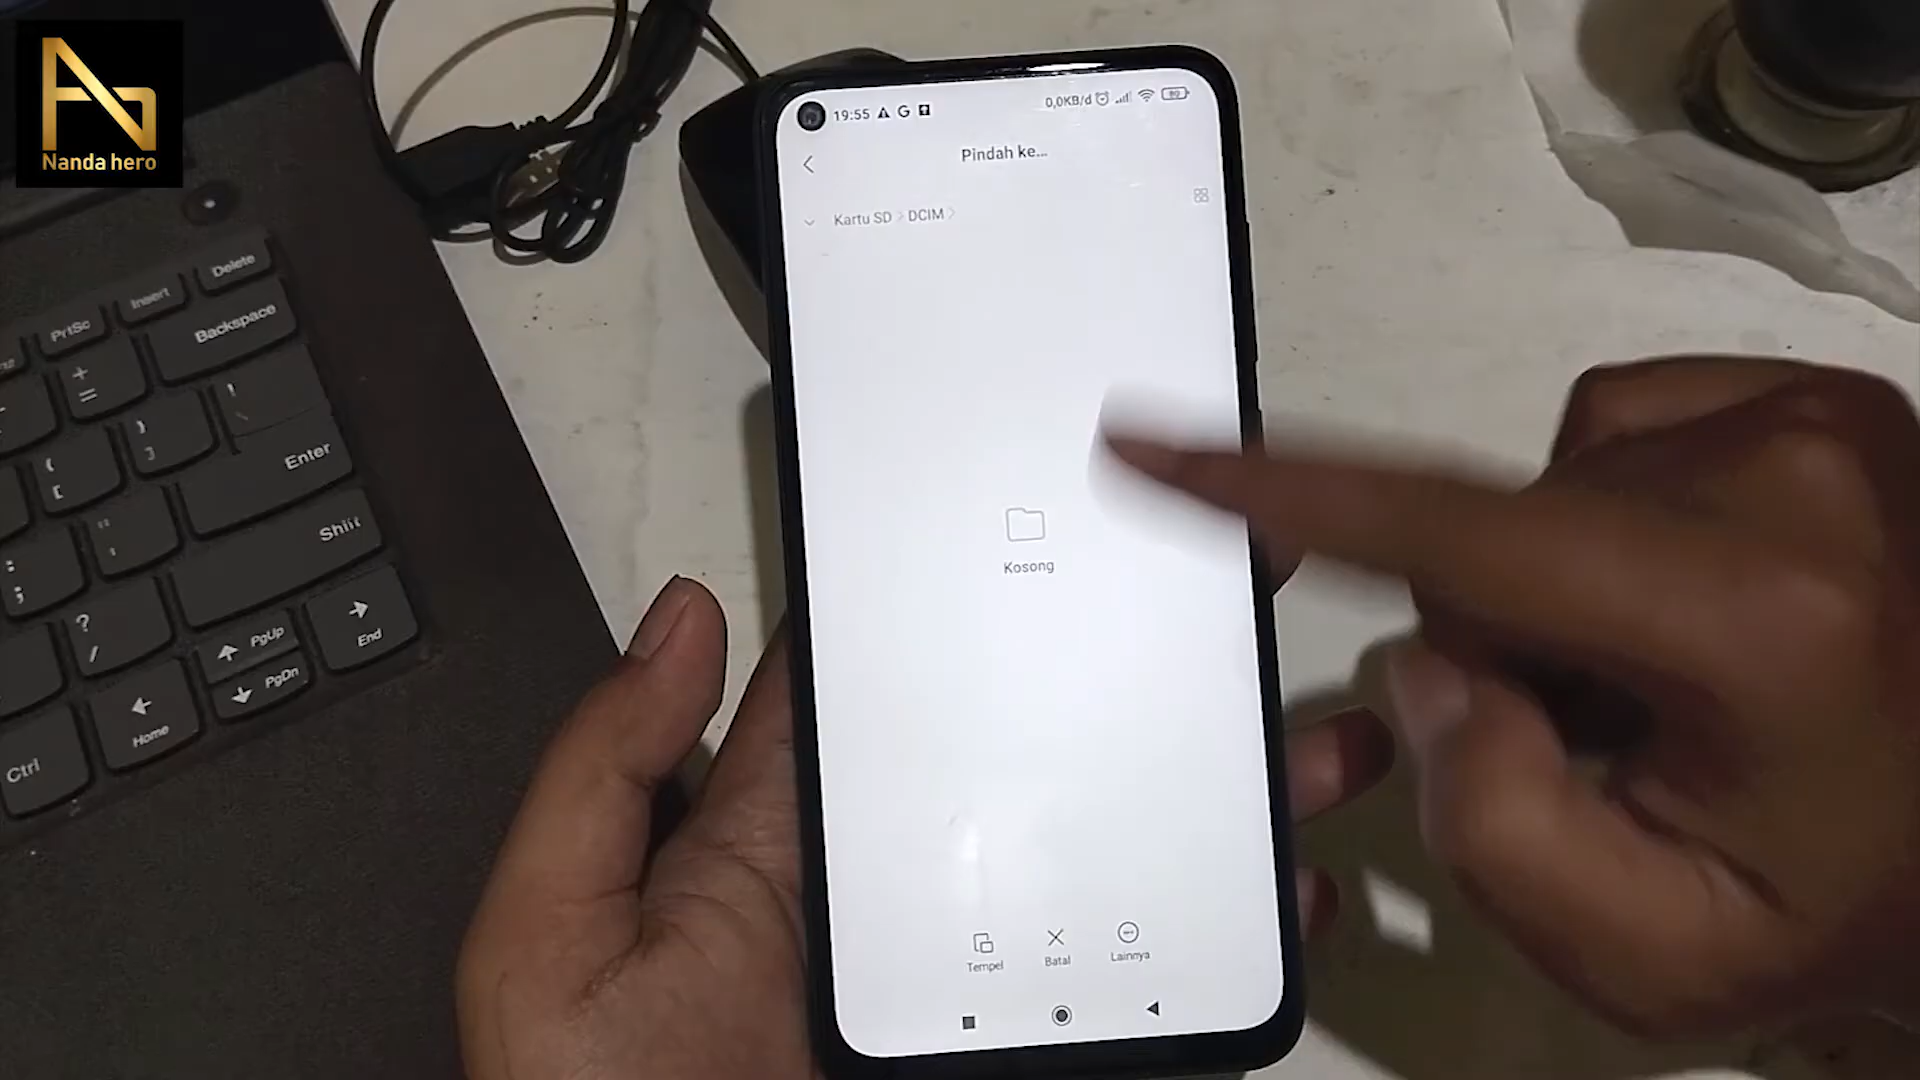 Nanda hero
19:55
0,0KB/d
80
Pindah ke...
Kartu SD > DCIM >
Kosong
Tempel
Batal
Lainnya
Delete
Insert
PrtSc
Backspace
+
=
Enter
Shift
?
/
PgUp
PgDn
End
Home
Ctrl